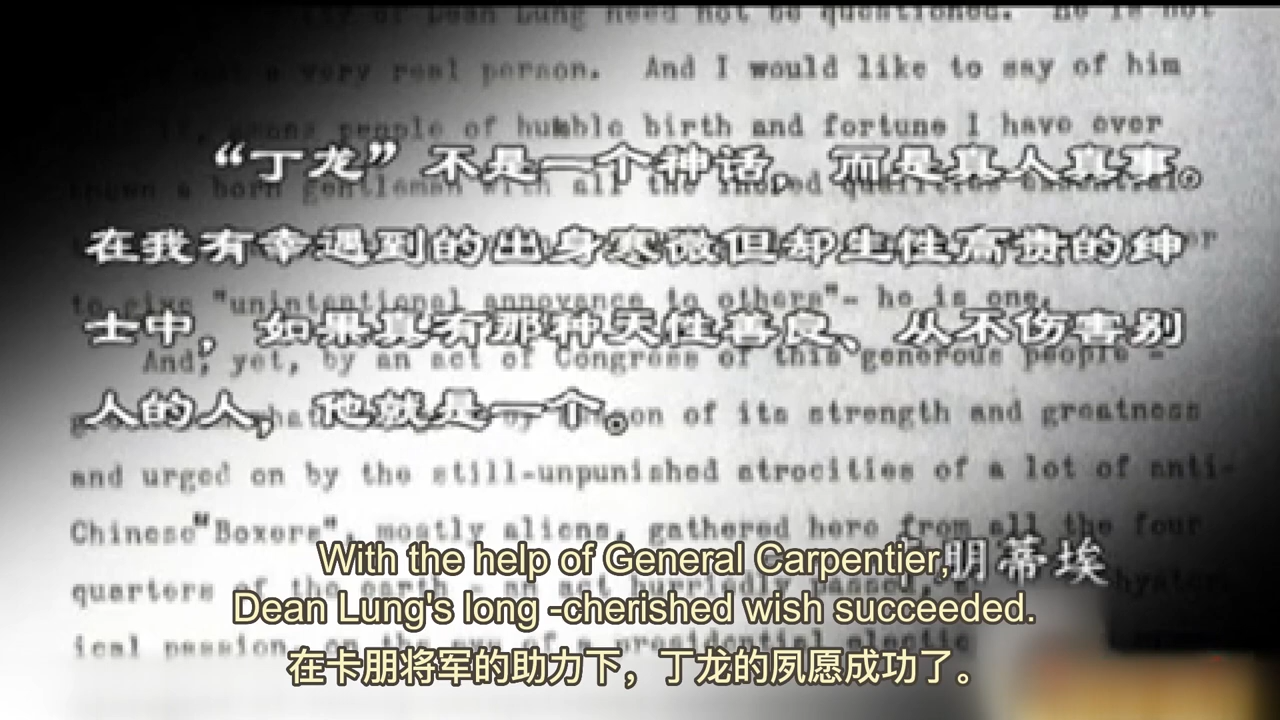 of Dean Lung need not be questioned. He is not
a very real person. And I would like to say of him
people of humble birth and fortune I have ever
“丁龙”不是一个神话，而是真人真事。
a born gentleman with all the
在我有幸遇到的出身寒微但却生性高贵的绅
to give "unintentional annoyance to others"- he is one.
士中，如果真有那种天性善良、从不伤害别
And, yet, by an act of Congress of this generous people -
人的人，他就是一个。
of its strength and greatness
and urged on by the still-unpunished atrocities of a lot of anti-
Chinese "Boxers", mostly aliens, gathered here from all the four
朋蒂埃
With the help of General Carpentier,
quarters of the earth - an act hurriedly passed,
Dean Lung's long -cherished wish succeeded.
ical passion on the eve of a presidential
在卡朋将军的助力下，丁龙的夙愿成功了。